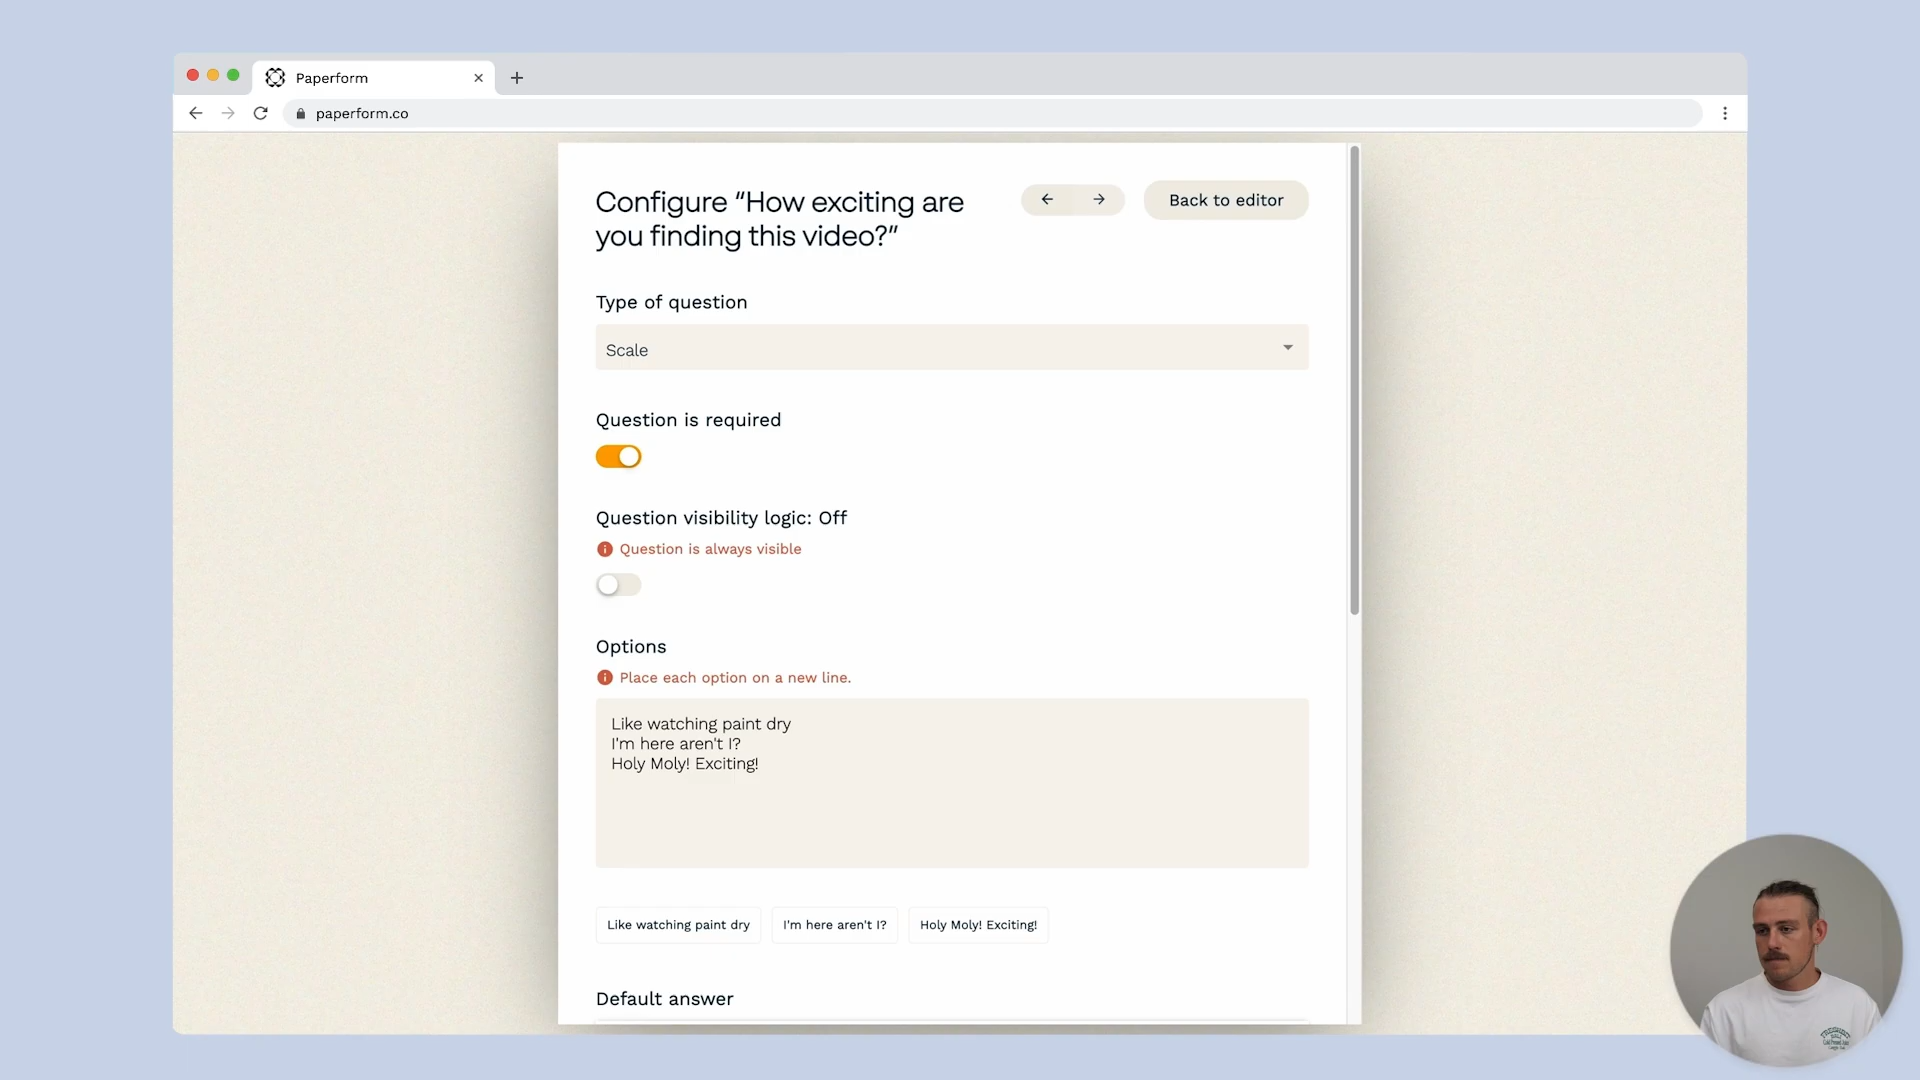 Paperform
paperform.co
Configure “How exciting are
you finding this video?”
Back to editor
Type of question
Scale
Question is required
Question visibility logic: Off
Question is always visible
Options
Place each option on a new line.
Like watching paint dry
I'm here aren't I?
Holy Moly! Exciting!
Like watching paint dry
I'm here aren't I?
Holy Moly! Exciting!
Default answer